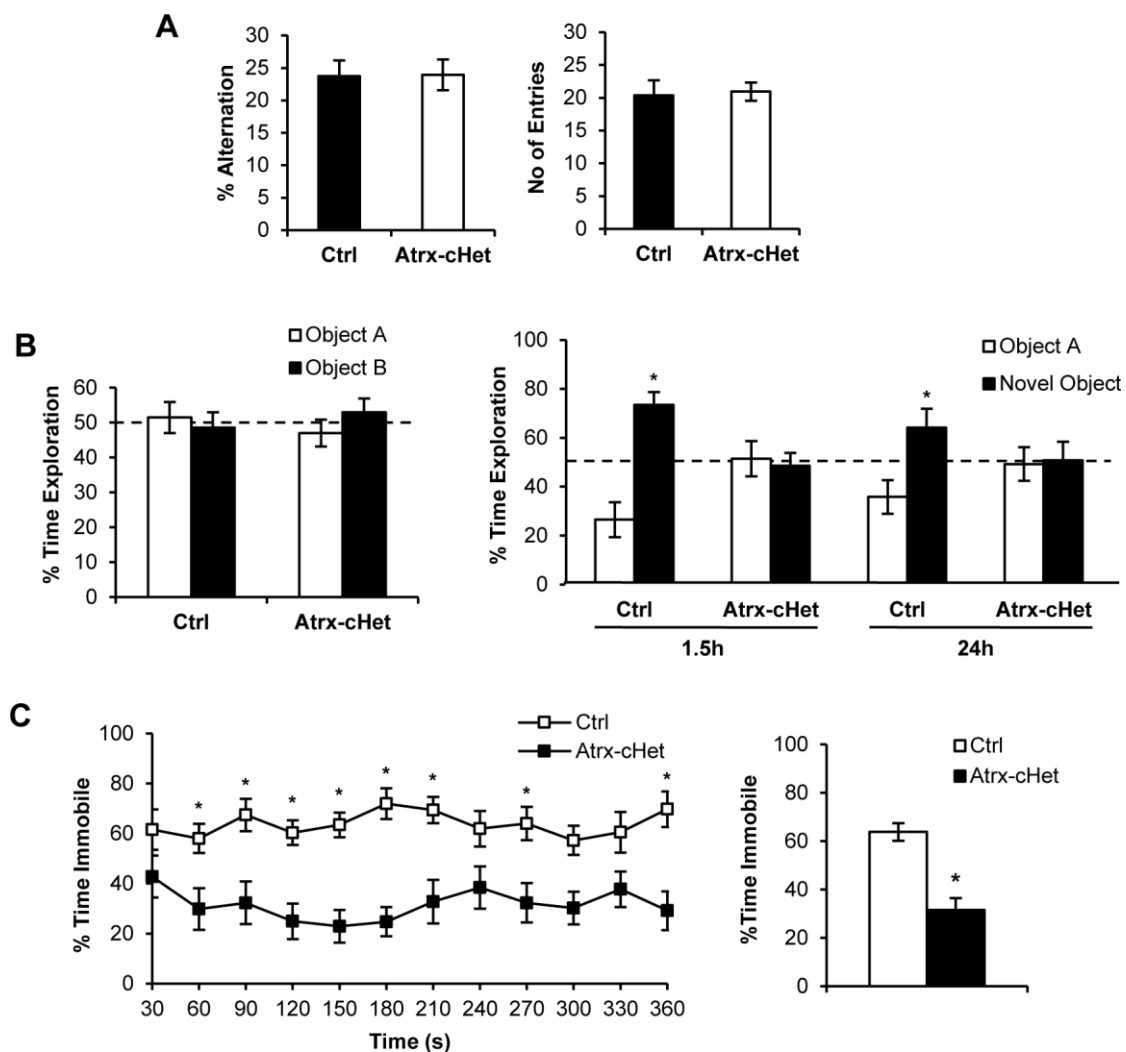 A
% Alternation
30
25
20
15
10
5
0
Ctrl Atrx-cHet
No of Entries
30
25
20
15
10
5
0
Ctrl Atrx-cHet
B
Object A
Object B
% Time Exploration
60
50
40
30
20
10
0
Ctrl Atrx-cHet
Object A
Novel Object
% Time Exploration
100
80
60
40
20
0
* *
Ctrl Atrx-cHet Ctrl Atrx-cHet
1.5h 24h
C
Ctrl
Atrx-cHet
% Time Immobile
100
80
60
40
20
0
* * * * * * * *
30 60 90 120 150 180 210 240 270 300 330 360
Time (s)
Ctrl
Atrx-cHet
%Time Immobile
100
80
60
40
20
0
*